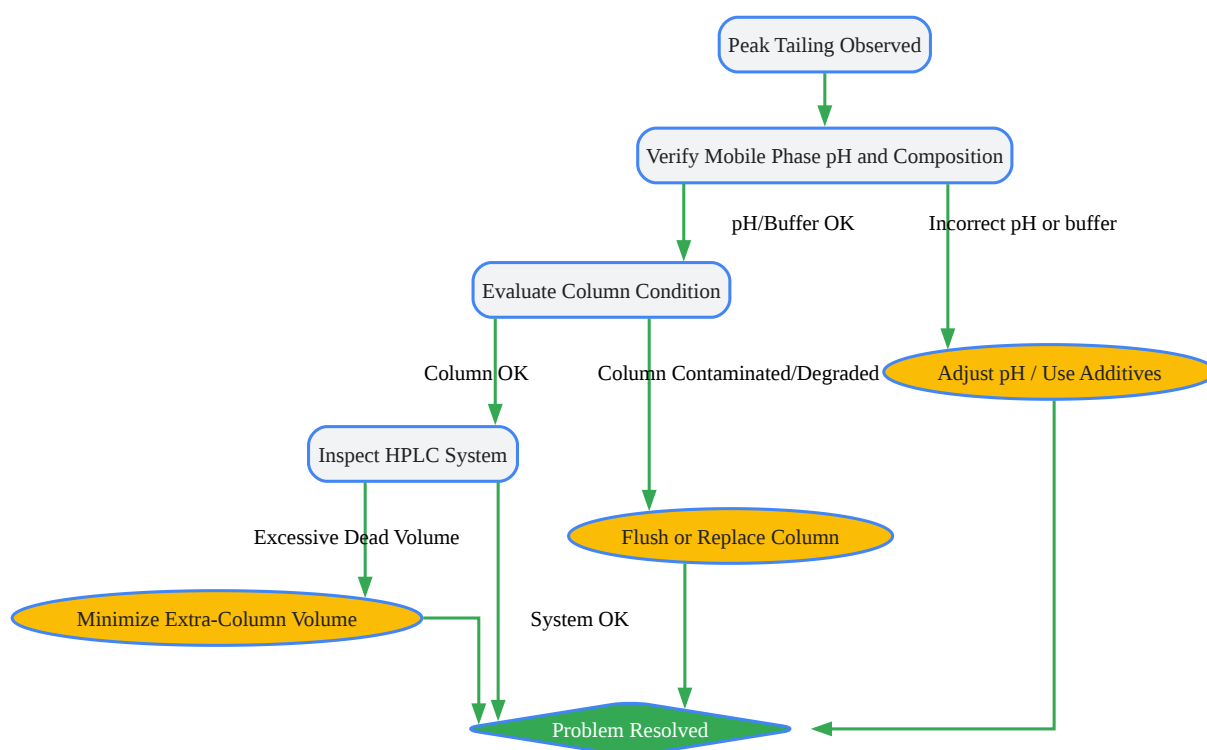 Peak Tailing Observed
Verify Mobile Phase pH and Composition
pH/Buffer OK
Incorrect pH or buffer
Evaluate Column Condition
Column OK
Column Contaminated/Degraded
Adjust pH / Use Additives
Inspect HPLC System
Excessive Dead Volume
Flush or Replace Column
Minimize Extra-Column Volume
System OK
Problem Resolved